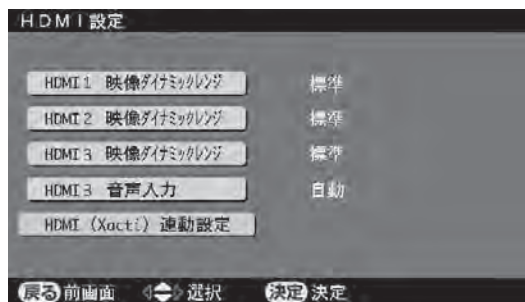 HDMI設定
HDMI1 映像ダイナミックレンジ 標準
HDMI2 映像ダイナミックレンジ 標準
HDMI3 映像ダイナミックレンジ 標準
HDMI3 音声入力 自動
HDMI (Xacti) 連動設定
戻る 前画面 選択 決定 決定